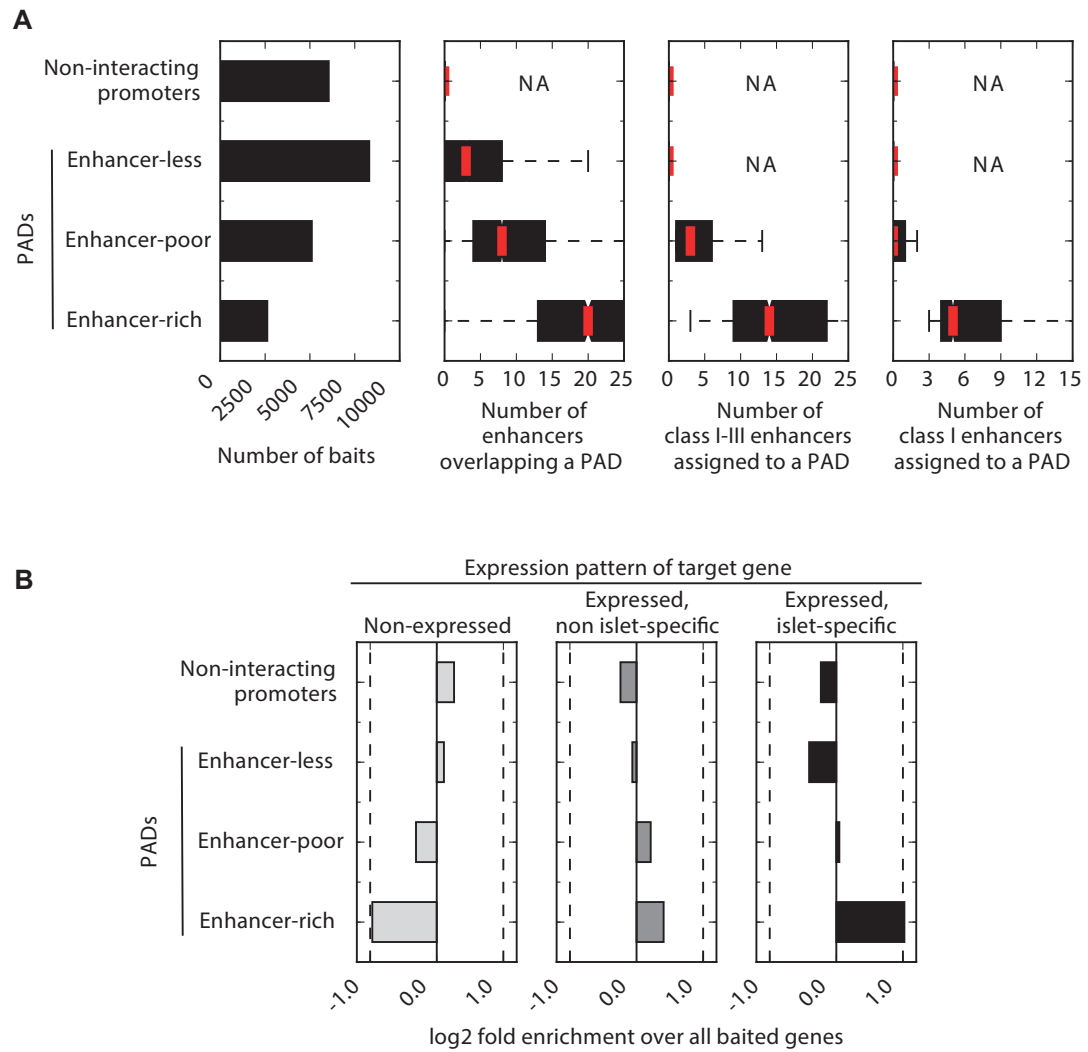 A
Non-interacting
promoters
NA
NA
NA
Enhancer-less
NA
NA
PADs
Enhancer-poor
Enhancer-rich
0
2500
5000
7500
10000
0 5 10 15 20 25
0 5 10 15 20 25
0 3 6 9 12 15
Number of baits
Number of
enhancers
overlapping a PAD
Number of
class I-III enhancers
assigned to a PAD
Number of
class I enhancers
assigned to a PAD
B
Expression pattern of target gene
Non-expressed
Expressed,
non islet-specific
Expressed,
islet-specific
Non-interacting
promoters
Enhancer-less
PADs
Enhancer-poor
Enhancer-rich
-1.0 0.0 1.0
-1.0 0.0 1.0
-1.0 0.0 1.0
log2 fold enrichment over all baited genes